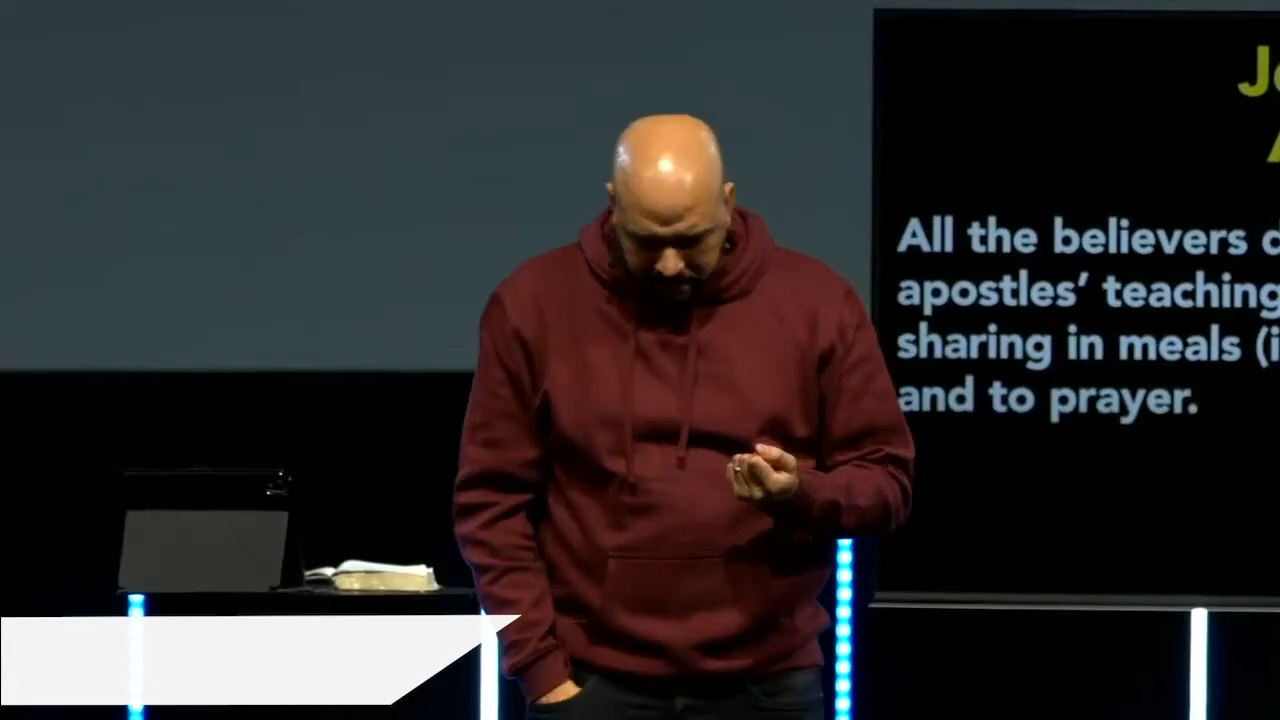 All the believers
apostles’ teaching
sharing in meals
and to prayer.